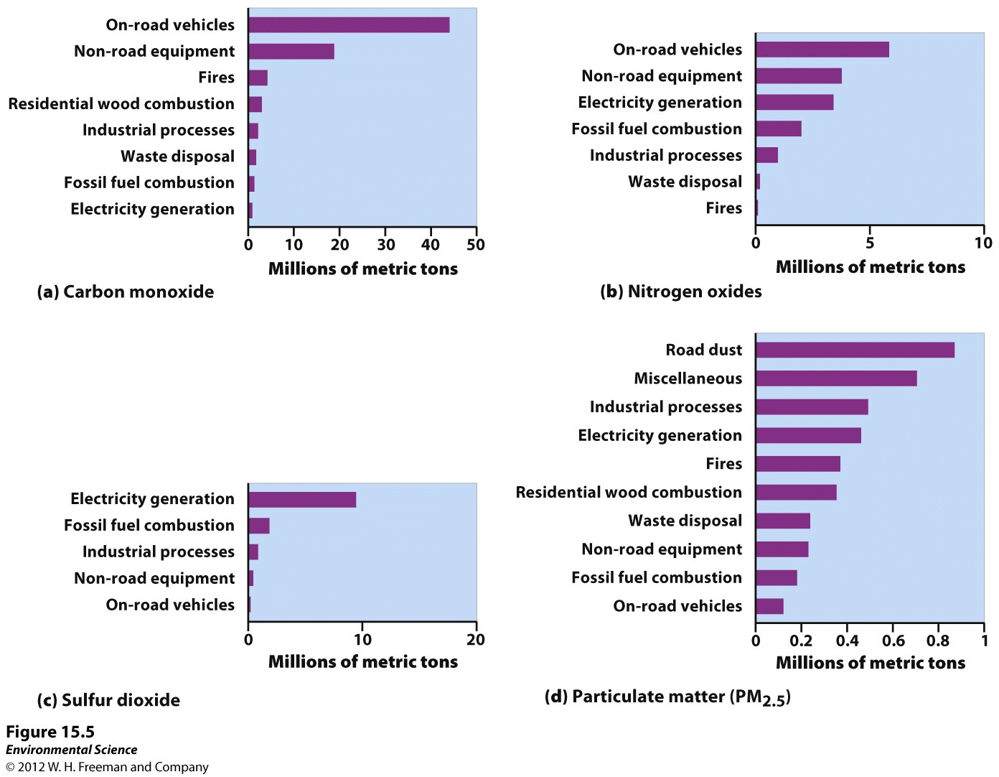 On-road vehicles
Non-road equipment
Fires
Residential wood combustion
Industrial processes
Waste disposal
Fossil fuel combustion
Electricity generation
0 10 20 30 40 50
Millions of metric tons
(a) Carbon monoxide
On-road vehicles
Non-road equipment
Electricity generation
Fossil fuel combustion
Industrial processes
Waste disposal
Fires
0 5 10
Millions of metric tons
(b) Nitrogen oxides
Electricity generation
Fossil fuel combustion
Industrial processes
Non-road equipment
On-road vehicles
0 10 20
Millions of metric tons
(c) Sulfur dioxide
Road dust
Miscellaneous
Industrial processes
Electricity generation
Fires
Residential wood combustion
Waste disposal
Non-road equipment
Fossil fuel combustion
On-road vehicles
0 0.2 0.4 0.6 0.8 1
Millions of metric tons
(d) Particulate matter (PM2.5)
Figure 15.5
Environmental Science
© 2012 W. H. Freeman and Company